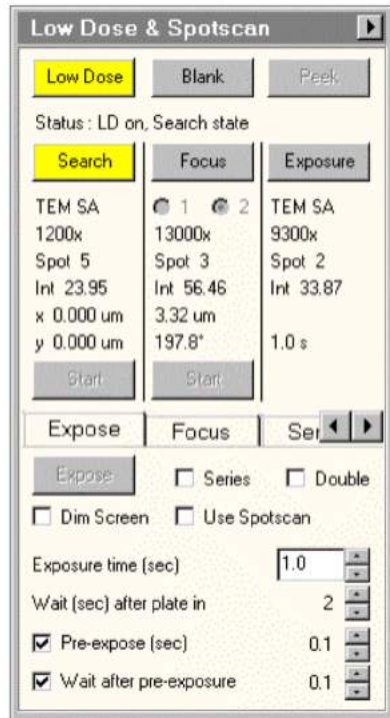 Low Dose & Spotscan
Low Dose Blank Peek
Status : LD on, Search state
Search Focus Exposure
TEM SA 1 2 TEM SA
1200x 13000x 9300x
Spot 5 Spot 3 Spot 2
Int 23.95 Int 56.46 Int 33.87
x 0.000 um 3.32 um
y 0.000 um 197.8° 1.0 s
Start Start
Expose Focus Ser
Expose Series Double
Dim Screen Use Spotscan
Exposure time (sec) 1.0
Wait (sec) after plate in 2
Pre-expose (sec) 0.1
Wait after pre-exposure 0.1